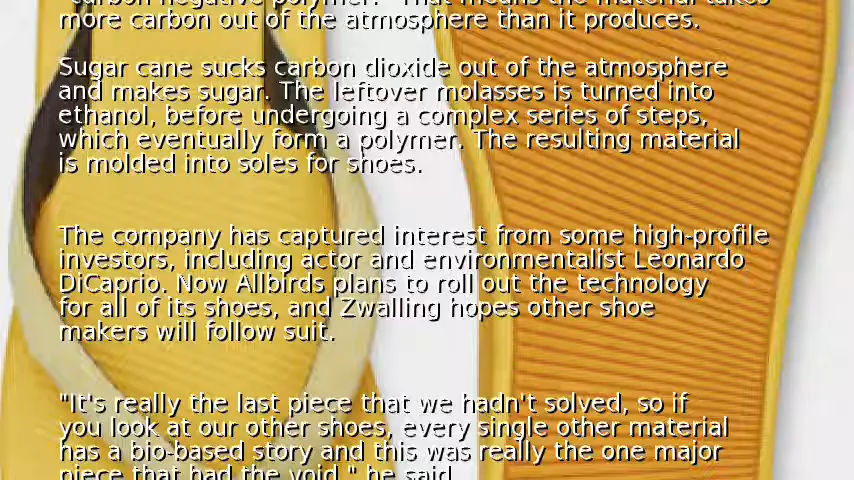 "carbon negative polymer." That means the material takes
more carbon out of the atmosphere than it produces.
Sugar cane sucks carbon dioxide out of the atmosphere
and makes sugar. The leftover molasses is turned into
ethanol, before undergoing a complex series of steps,
which eventually form a polymer. The resulting material
is molded into soles for shoes.
The company has captured interest from some high-profile
investors, including actor and environmentalist Leonardo
DiCaprio. Now Allbirds plans to roll out the technology
for all of its shoes, and Zwalling hopes other shoe
makers will follow suit.
"It's really the last piece that we hadn't solved, so if
you look at our other shoes, every single other material
has a bio-based story and this was really the one major
piece that had the void," he said